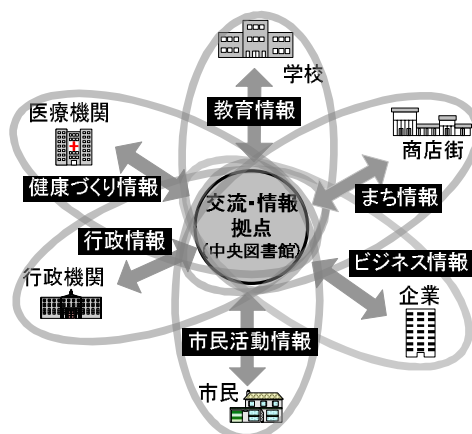 学校
教育情報
医療機関
商店街
健康づくり情報
まち情報
交流・情報
拠点
(中央図書館)
行政情報
ビジネス情報
行政機関
企業
市民活動情報
市民